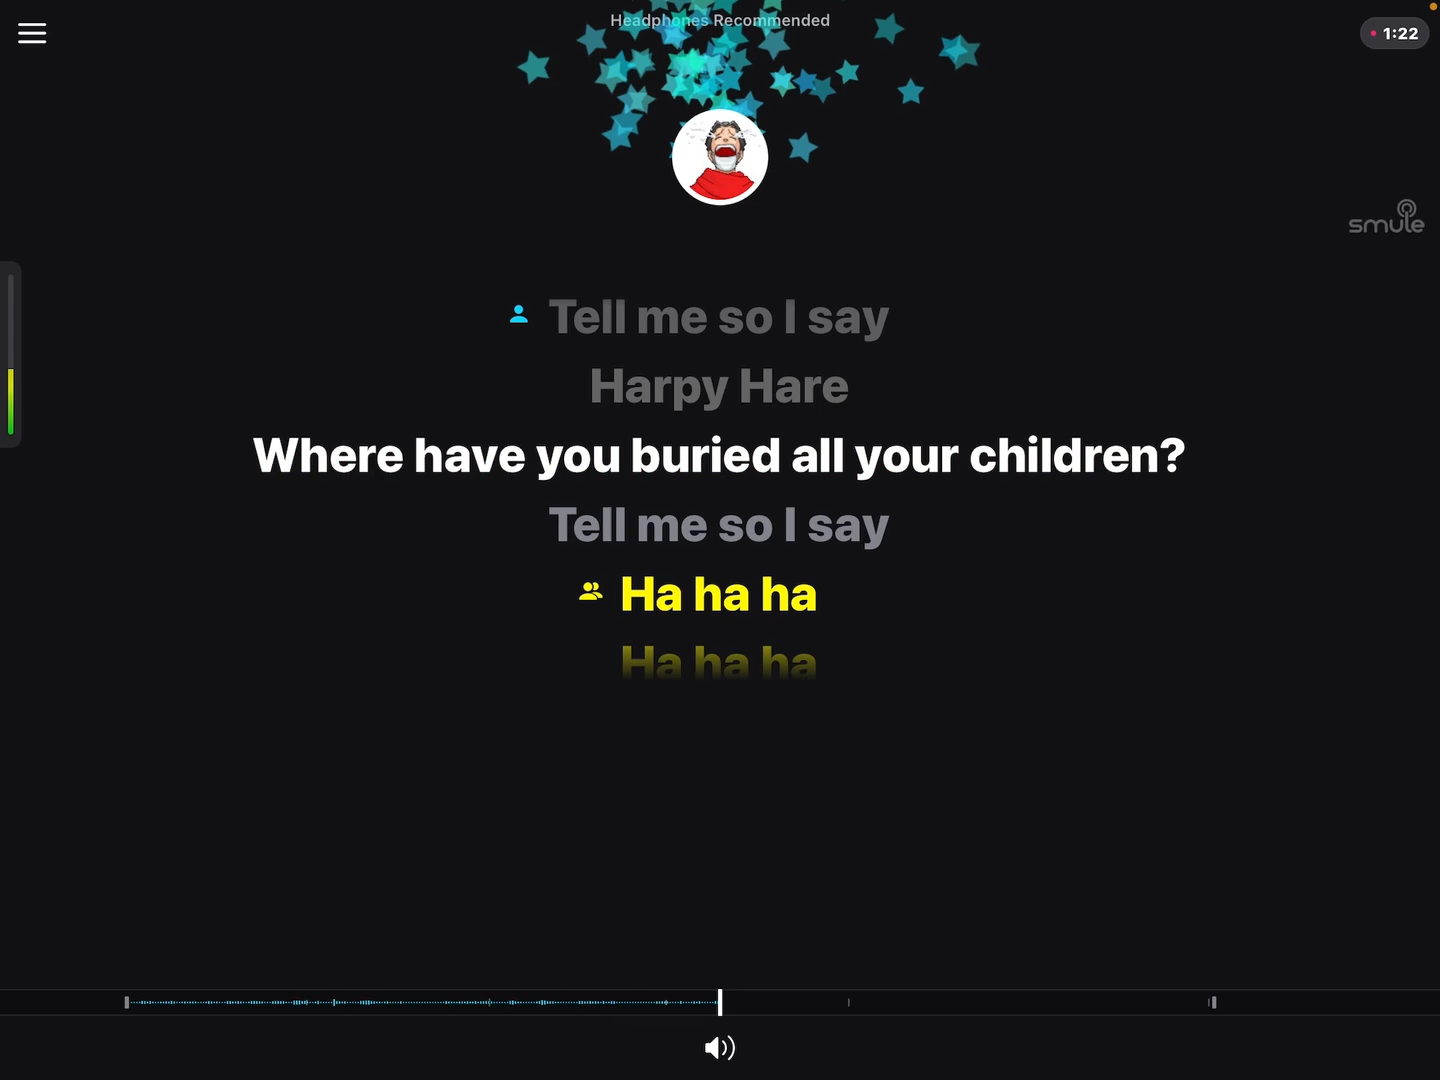 Headphones Recommended
1:22
smule
Tell me so I say
Harpy Hare
Where have you buried all your children?
Tell me so I say
Ha ha ha
Ha ha ha